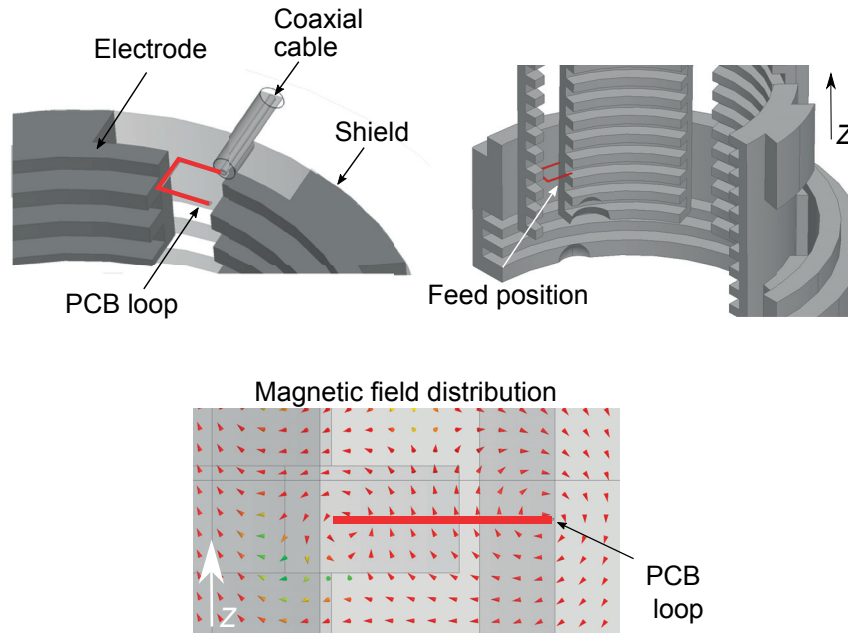 Coaxial
cable
Electrode
Shield
PCB loop
Z
Feed position
Magnetic field distribution
Z
PCB
loop